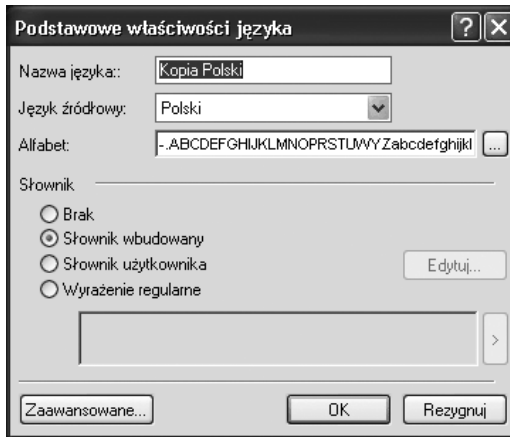 Podstawowe właściwości języka
Nazwa języka:: Kopia Polski
Język źródłowy: Polski
Alfabet: -.ABCDEFGHIJKLMNOPRSTUWYZabcdefghijkl ...
Słownik
Brak
Słownik wbudowany
Słownik użytkownika
Edytuj...
Wyrażenie regularne
>
Zaawansowane... OK Rezygnuj